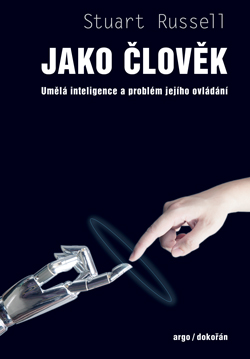 Stuart Russell
JAKO ČLOVĚK
Umělá inteligence a problém jejího ovládání
argo / dokořán